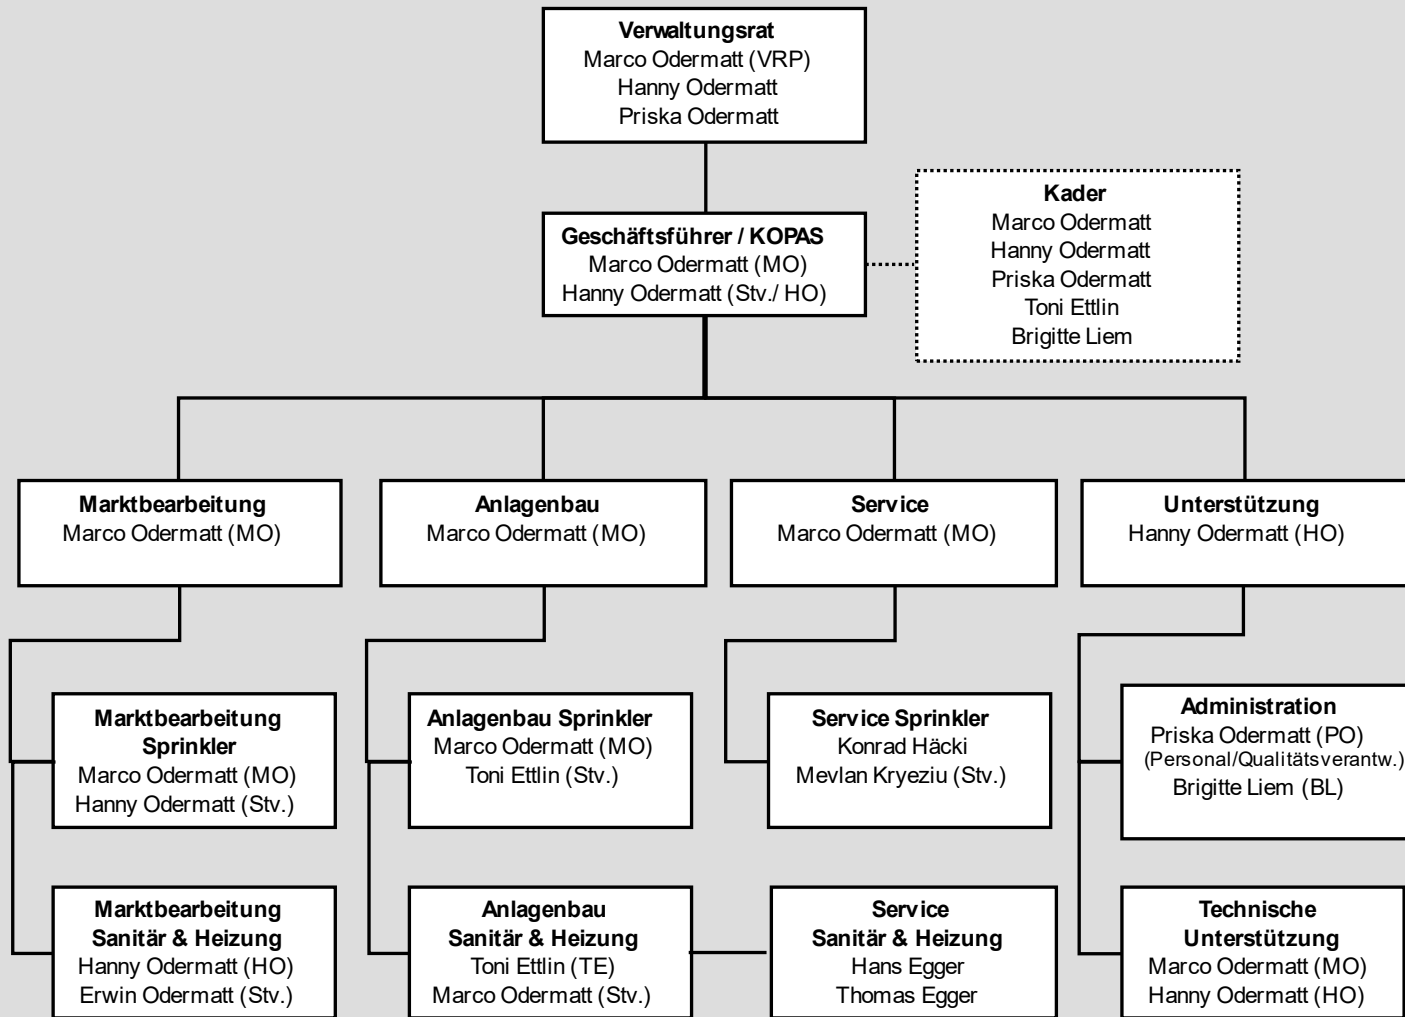 Verwaltungsrat
Marco Odermatt (VRP)
Hanny Odermatt
Priska Odermatt
Geschäftsführer / KOPAS
Marco Odermatt (MO)
Hanny Odermatt (Stv./ HO)
Kader
Marco Odermatt
Hanny Odermatt
Priska Odermatt
Toni Ettlin
Brigitte Liem
Marktbearbeitung
Marco Odermatt (MO)
Anlagenbau
Marco Odermatt (MO)
Service
Marco Odermatt (MO)
Unterstützung
Hanny Odermatt (HO)
Marktbearbeitung
Sprinkler
Marco Odermatt (MO)
Hanny Odermatt (Stv.)
Anlagenbau Sprinkler
Marco Odermatt (MO)
Toni Ettlin (Stv.)
Service Sprinkler
Konrad Häcki
Mevlan Kryeziu (Stv.)
Administration
Priska Odermatt (PO)
(Personal/Qualitätsverantw.)
Brigitte Liem (BL)
Marktbearbeitung
Sanitär & Heizung
Hanny Odermatt (HO)
Erwin Odermatt (Stv.)
Anlagenbau
Sanitär & Heizung
Toni Ettlin (TE)
Marco Odermatt (Stv.)
Service
Sanitär & Heizung
Hans Egger
Thomas Egger
Technische
Unterstützung
Marco Odermatt (MO)
Hanny Odermatt (HO)